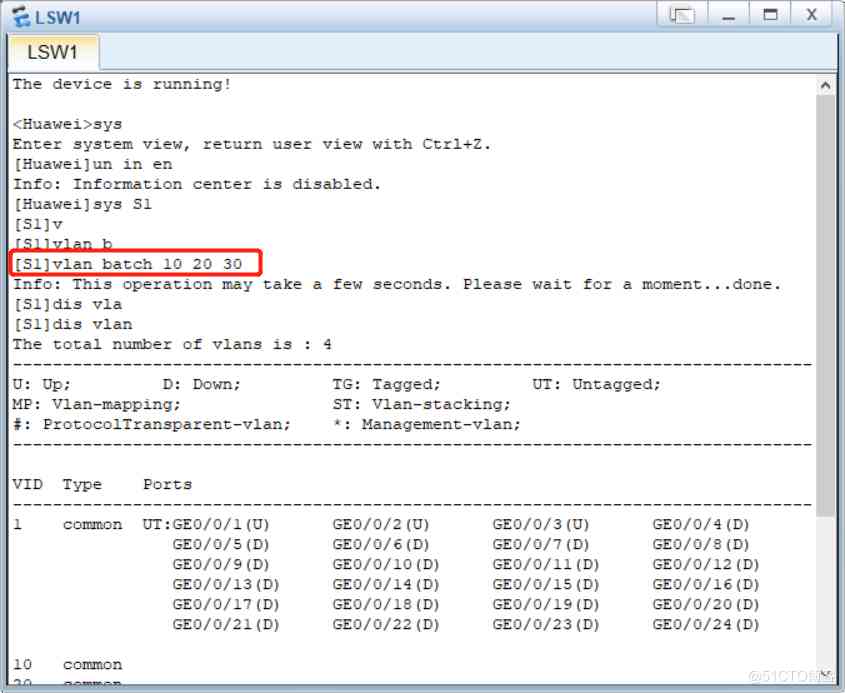 LSW1
LSW1
The device is running!
<Huawei>sys
Enter system view, return user view with Ctrl+Z.
[Huawei]un in en
Info: Information center is disabled.
[Huawei]sys S1
[S1]v
[S1]vlan b
[S1]vlan batch 10 20 30
Info: This operation may take a few seconds. Please wait for a moment...done.
[S1]dis vla
[S1]dis vlan
The total number of vlans is : 4
--------------------------------------------------------------------------------
U: Up;         D: Down;         TG: Tagged;         UT: Untagged;
MP: Vlan-mapping;               ST: Vlan-stacking;
#: ProtocolTransparent-vlan;    *: Management-vlan;
--------------------------------------------------------------------------------
VID  Type    Ports
--------------------------------------------------------------------------------
1    common  UT:GE0/0/1(U)      GE0/0/2(U)      GE0/0/3(U)      GE0/0/4(D)
GE0/0/5(D)      GE0/0/6(D)      GE0/0/7(D)      GE0/0/8(D)
GE0/0/9(D)      GE0/0/10(D)     GE0/0/11(D)     GE0/0/12(D)
GE0/0/13(D)     GE0/0/14(D)     GE0/0/15(D)     GE0/0/16(D)
GE0/0/17(D)     GE0/0/18(D)     GE0/0/19(D)     GE0/0/20(D)
GE0/0/21(D)     GE0/0/22(D)     GE0/0/23(D)     GE0/0/24(D)
10   common
20   common
@51CTO博客